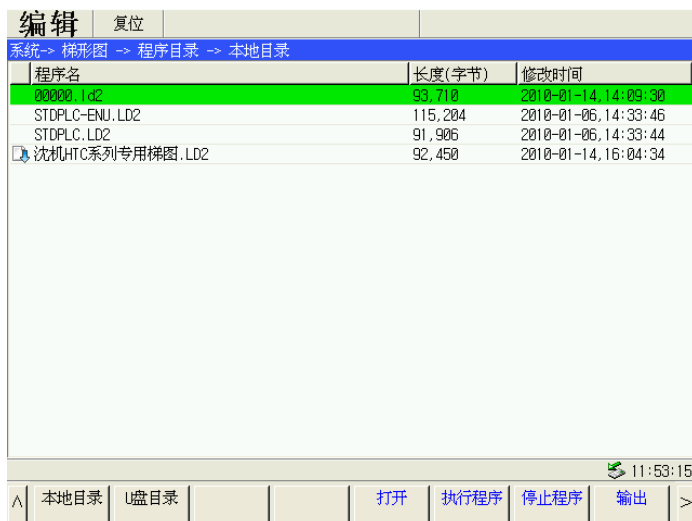 编辑 复位
系统-> 梯形图 -> 程序目录 -> 本地目录
程序名 长度(字节) 修改时间
00000.ld2 93,710 2010-01-14,14:09:30
STDPLC-ENU.LD2 115,204 2010-01-06,14:33:46
STDPLC.LD2 91,906 2010-01-06,14:33:44
沈机HTC系列专用梯图.LD2 92,450 2010-01-14,16:04:34
11:53:15
∧ 本地目录 U盘目录 打开 执行程序 停止程序 输出 >